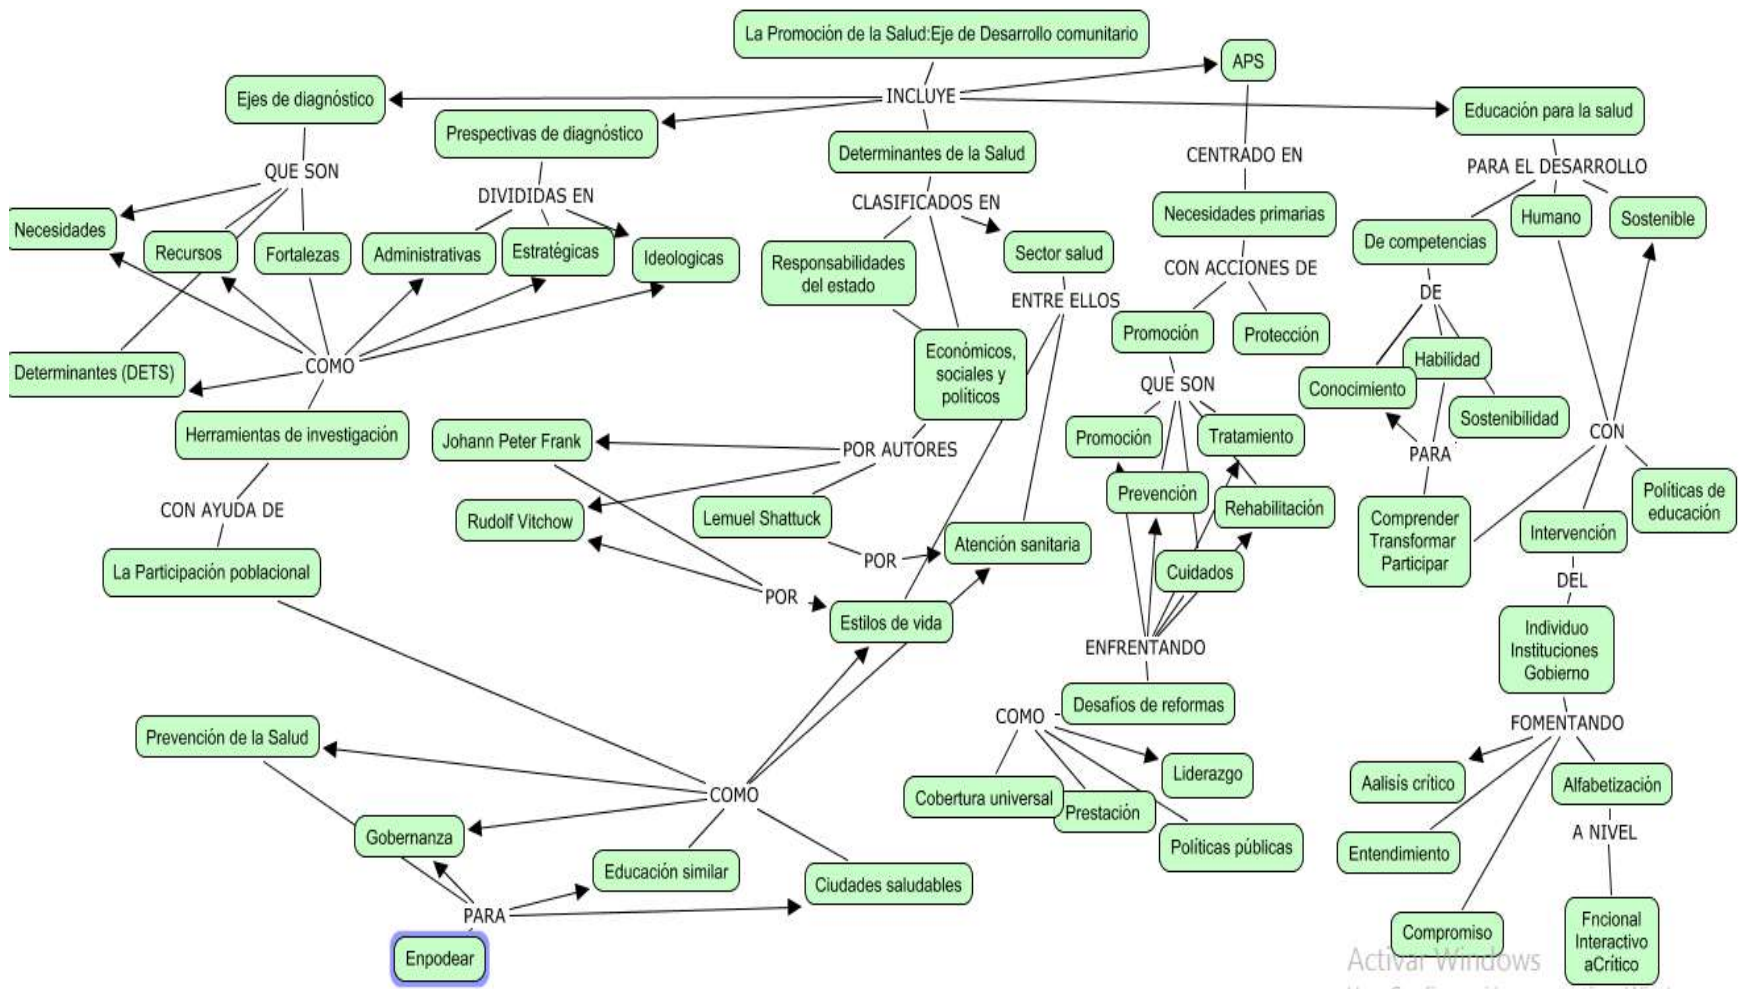 La Promoción de la Salud:Eje de Desarrollo comunitario
APS
INCLUYE
Ejes de diagnóstico
Prespectivas de diagnóstico
Determinantes de la Salud
Educación para la salud
QUE SON
DIVIDIDAS EN
CLASIFICADOS EN
CENTRADO EN
PARA EL DESARROLLO
Necesidades
Recursos
Fortalezas
Administrativas
Estratégicas
Ideologicas
Responsabilidades
del estado
Sector salud
Necesidades primarias
De competencias
Humano
Sostenible
ENTRE ELLOS
CON ACCIONES DE
DE
Promoción
Protección
Determinantes (DETS)
COMO
Económicos,
sociales y
políticos
QUE SON
Conocimiento
Habilidad
Sostenibilidad
Herramientas de investigación
Johann Peter Frank
POR AUTORES
Promoción
Tratamiento
PARA
CON
CON AYUDA DE
Rudolf Vitchow
Lemuel Shattuck
Atención sanitaria
Prevención
Rehabilitación
Comprender
Transformar
Participar
Intervención
Políticas de
educación
La Participación poblacional
POR
POR
Estilos de vida
Cuidados
DEL
ENFRENTANDO
Individuo
Instituciones
Gobierno
Desafíos de reformas
COMO
FOMENTANDO
Prevención de la Salud
COMO
Liderazgo
Cobertura universal
Prestación
Políticas públicas
Aalisís crítico
Alfabetización
Gobernanza
Educación similar
Ciudades saludables
Entendimiento
A NIVEL
PARA
Enpodear
Compromiso
Fncional
Interactivo
aCrítico
Activar Windows